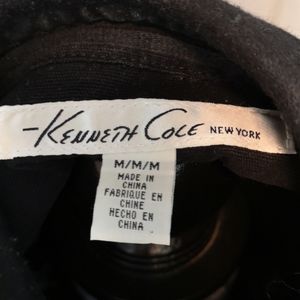 KENNETH COLE NEW YORK
M/M/M
MADE IN
CHINA
FABRIQUE EN
CHINE
HECHO EN
CHINA